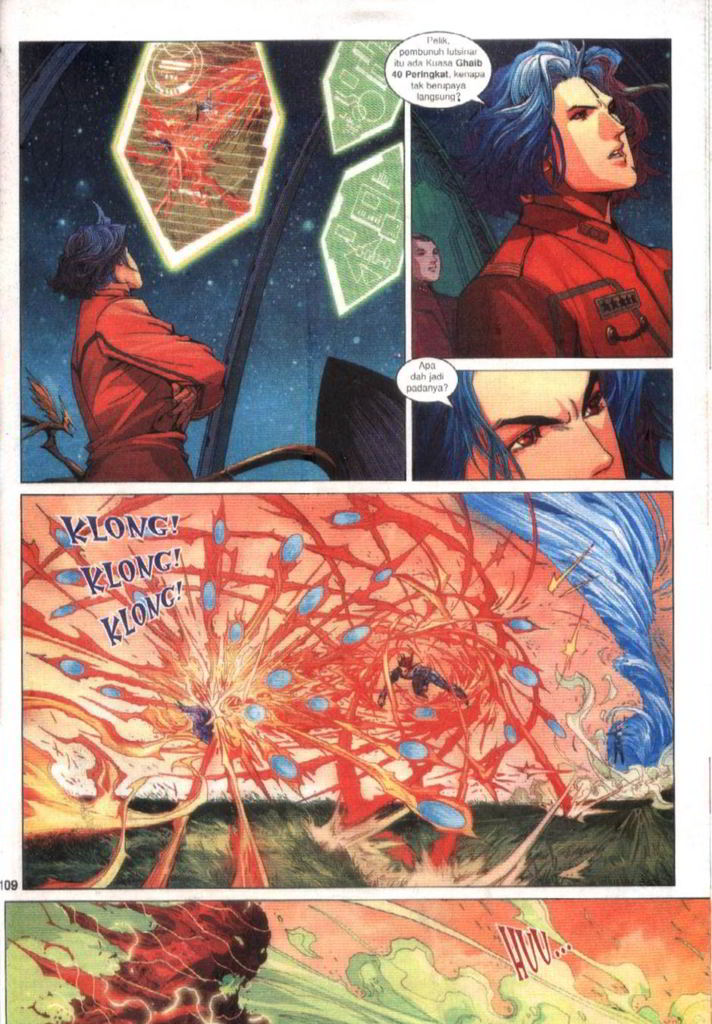 Pelik,
pembunuh lutsinar
itu ada Kuasa Ghaib
40 Peringkat, kenapa
tak berupaya
langsung?
Apa
dah jadi
padanya?
KLONG!
KLONG!
KLONG!
109
HUU...